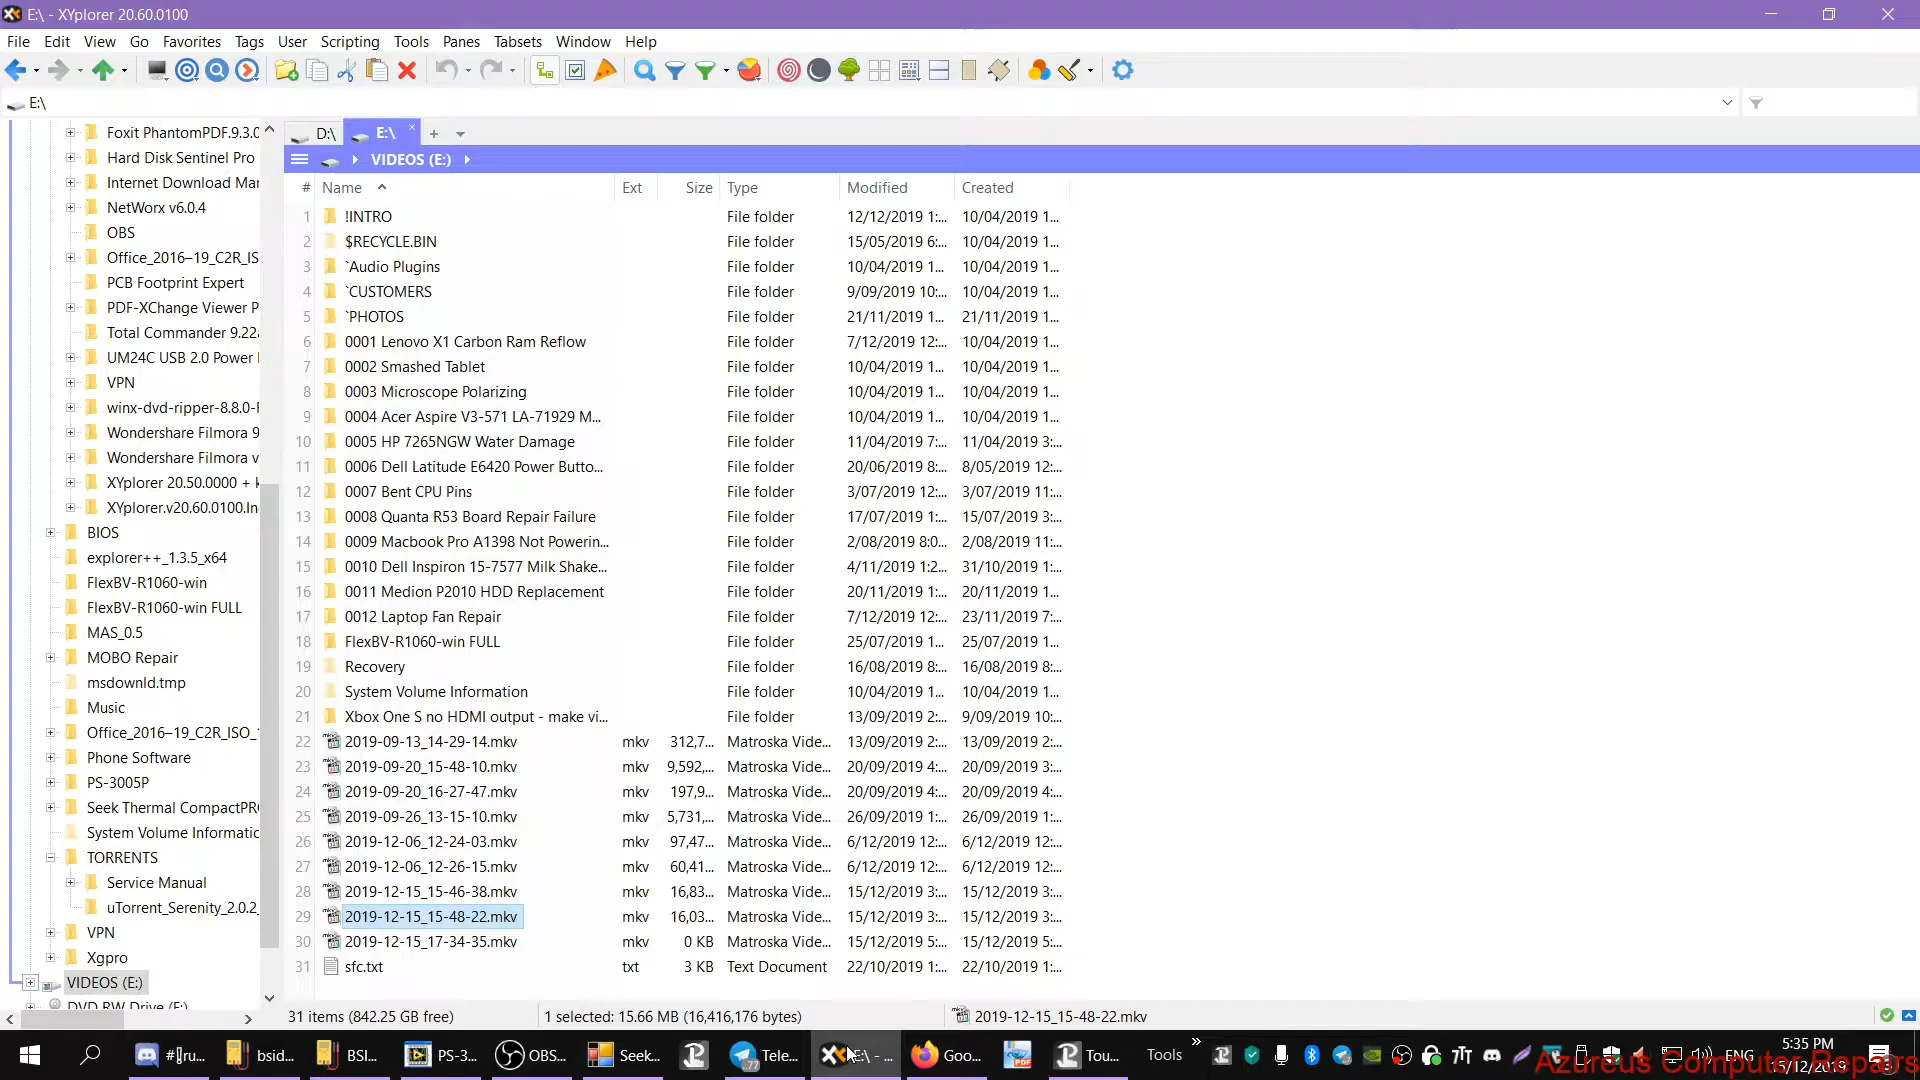 E:\ - XYplorer 20.60.0100
File Edit View Go Favorites Tags User Scripting Tools Panes Tabsets Window Help
E:\
Foxit PhantomPDF.9.3.0
Hard Disk Sentinel Pro
Internet Download Mar
NetWorx v6.0.4
OBS
Office_2016–19_C2R_IS
PCB Footprint Expert
PDF-XChange Viewer P
Total Commander 9.22a
UM24C USB 2.0 Power
VPN
winx-dvd-ripper-8.8.0-F
Wondershare Filmora 9
Wondershare Filmora v
XYplorer 20.50.0000 + k
XYplorer.v20.60.0100.In
BIOS
explorer++_1.3.5_x64
FlexBV-R1060-win
FlexBV-R1060-win FULL
MAS_0.5
MOBO Repair
msdownld.tmp
Music
Office_2016–19_C2R_ISO_
Phone Software
PS-3005P
Seek Thermal CompactPRO
System Volume Informatic
TORRENTS
Service Manual
uTorrent_Serenity_2.0.2_
VPN
Xgpro
VIDEOS (E:)
DVD RW Drive (F:)
D:\ E:\
VIDEOS (E:)
# Name Ext Size Type Modified Created
1 !INTRO File folder 12/12/2019 1:... 10/04/2019 1...
2 $RECYCLE.BIN File folder 15/05/2019 6:... 10/04/2019 1...
3 `Audio Plugins File folder 10/04/2019 1... 10/04/2019 1...
4 `CUSTOMERS File folder 9/09/2019 10:... 10/04/2019 1...
5 `PHOTOS File folder 21/11/2019 1... 21/11/2019 1...
6 0001 Lenovo X1 Carbon Ram Reflow File folder 7/12/2019 12:... 10/04/2019 1...
7 0002 Smashed Tablet File folder 10/04/2019 1... 10/04/2019 1...
8 0003 Microscope Polarizing File folder 10/04/2019 1... 10/04/2019 1...
9 0004 Acer Aspire V3-571 LA-71929 M... File folder 10/04/2019 1... 10/04/2019 1...
10 0005 HP 7265NGW Water Damage File folder 11/04/2019 7:... 11/04/2019 3:...
11 0006 Dell Latitude E6420 Power Butto... File folder 20/06/2019 8:... 8/05/2019 12:...
12 0007 Bent CPU Pins File folder 3/07/2019 12:... 3/07/2019 11:...
13 0008 Quanta R53 Board Repair Failure File folder 17/07/2019 1:... 15/07/2019 3:...
14 0009 Macbook Pro A1398 Not Powerin... File folder 2/08/2019 8:0... 2/08/2019 11:...
15 0010 Dell Inspiron 15-7577 Milk Shake... File folder 4/11/2019 1:2... 31/10/2019 1...
16 0011 Medion P2010 HDD Replacement File folder 20/11/2019 1... 20/11/2019 1...
17 0012 Laptop Fan Repair File folder 7/12/2019 12:... 23/11/2019 7:...
18 FlexBV-R1060-win FULL File folder 25/07/2019 1... 25/07/2019 1...
19 Recovery File folder 16/08/2019 8:... 16/08/2019 8:...
20 System Volume Information File folder 10/04/2019 1... 10/04/2019 1...
21 Xbox One S no HDMI output - make vi... File folder 13/09/2019 2:... 9/09/2019 10:...
22 2019-09-13_14-29-14.mkv mkv 312,7... Matroska Vide... 13/09/2019 2:... 13/09/2019 2:...
23 2019-09-20_15-48-10.mkv mkv 9,592,... Matroska Vide... 20/09/2019 4:... 20/09/2019 3:...
24 2019-09-20_16-27-47.mkv mkv 197,9... Matroska Vide... 20/09/2019 4:... 20/09/2019 4:...
25 2019-09-26_13-15-10.mkv mkv 5,731,... Matroska Vide... 26/09/2019 1:... 26/09/2019 1:...
26 2019-12-06_12-24-03.mkv mkv 97,47... Matroska Vide... 6/12/2019 12:... 6/12/2019 12:...
27 2019-12-06_12-26-15.mkv mkv 60,41... Matroska Vide... 6/12/2019 12:... 6/12/2019 12:...
28 2019-12-15_15-46-38.mkv mkv 16,83... Matroska Vide... 15/12/2019 3:... 15/12/2019 3:...
29 2019-12-15_15-48-22.mkv mkv 16,03... Matroska Vide... 15/12/2019 3:... 15/12/2019 3:...
30 2019-12-15_17-34-35.mkv mkv 0 KB Matroska Vide... 15/12/2019 5:... 15/12/2019 5:...
31 sfc.txt txt 3 KB Text Document 22/10/2019 1:... 22/10/2019 1:...
31 items (842.25 GB free) 1 selected: 15.66 MB (16,416,176 bytes) 2019-12-15_15-48-22.mkv
#▯ru... bsid... BSI... PS-3... OBS... Seek... Tele... E:\ - ... Goo... Tou... Tools » ENG 5:35 PM
15/12/2019
Azureus Computer Repairs